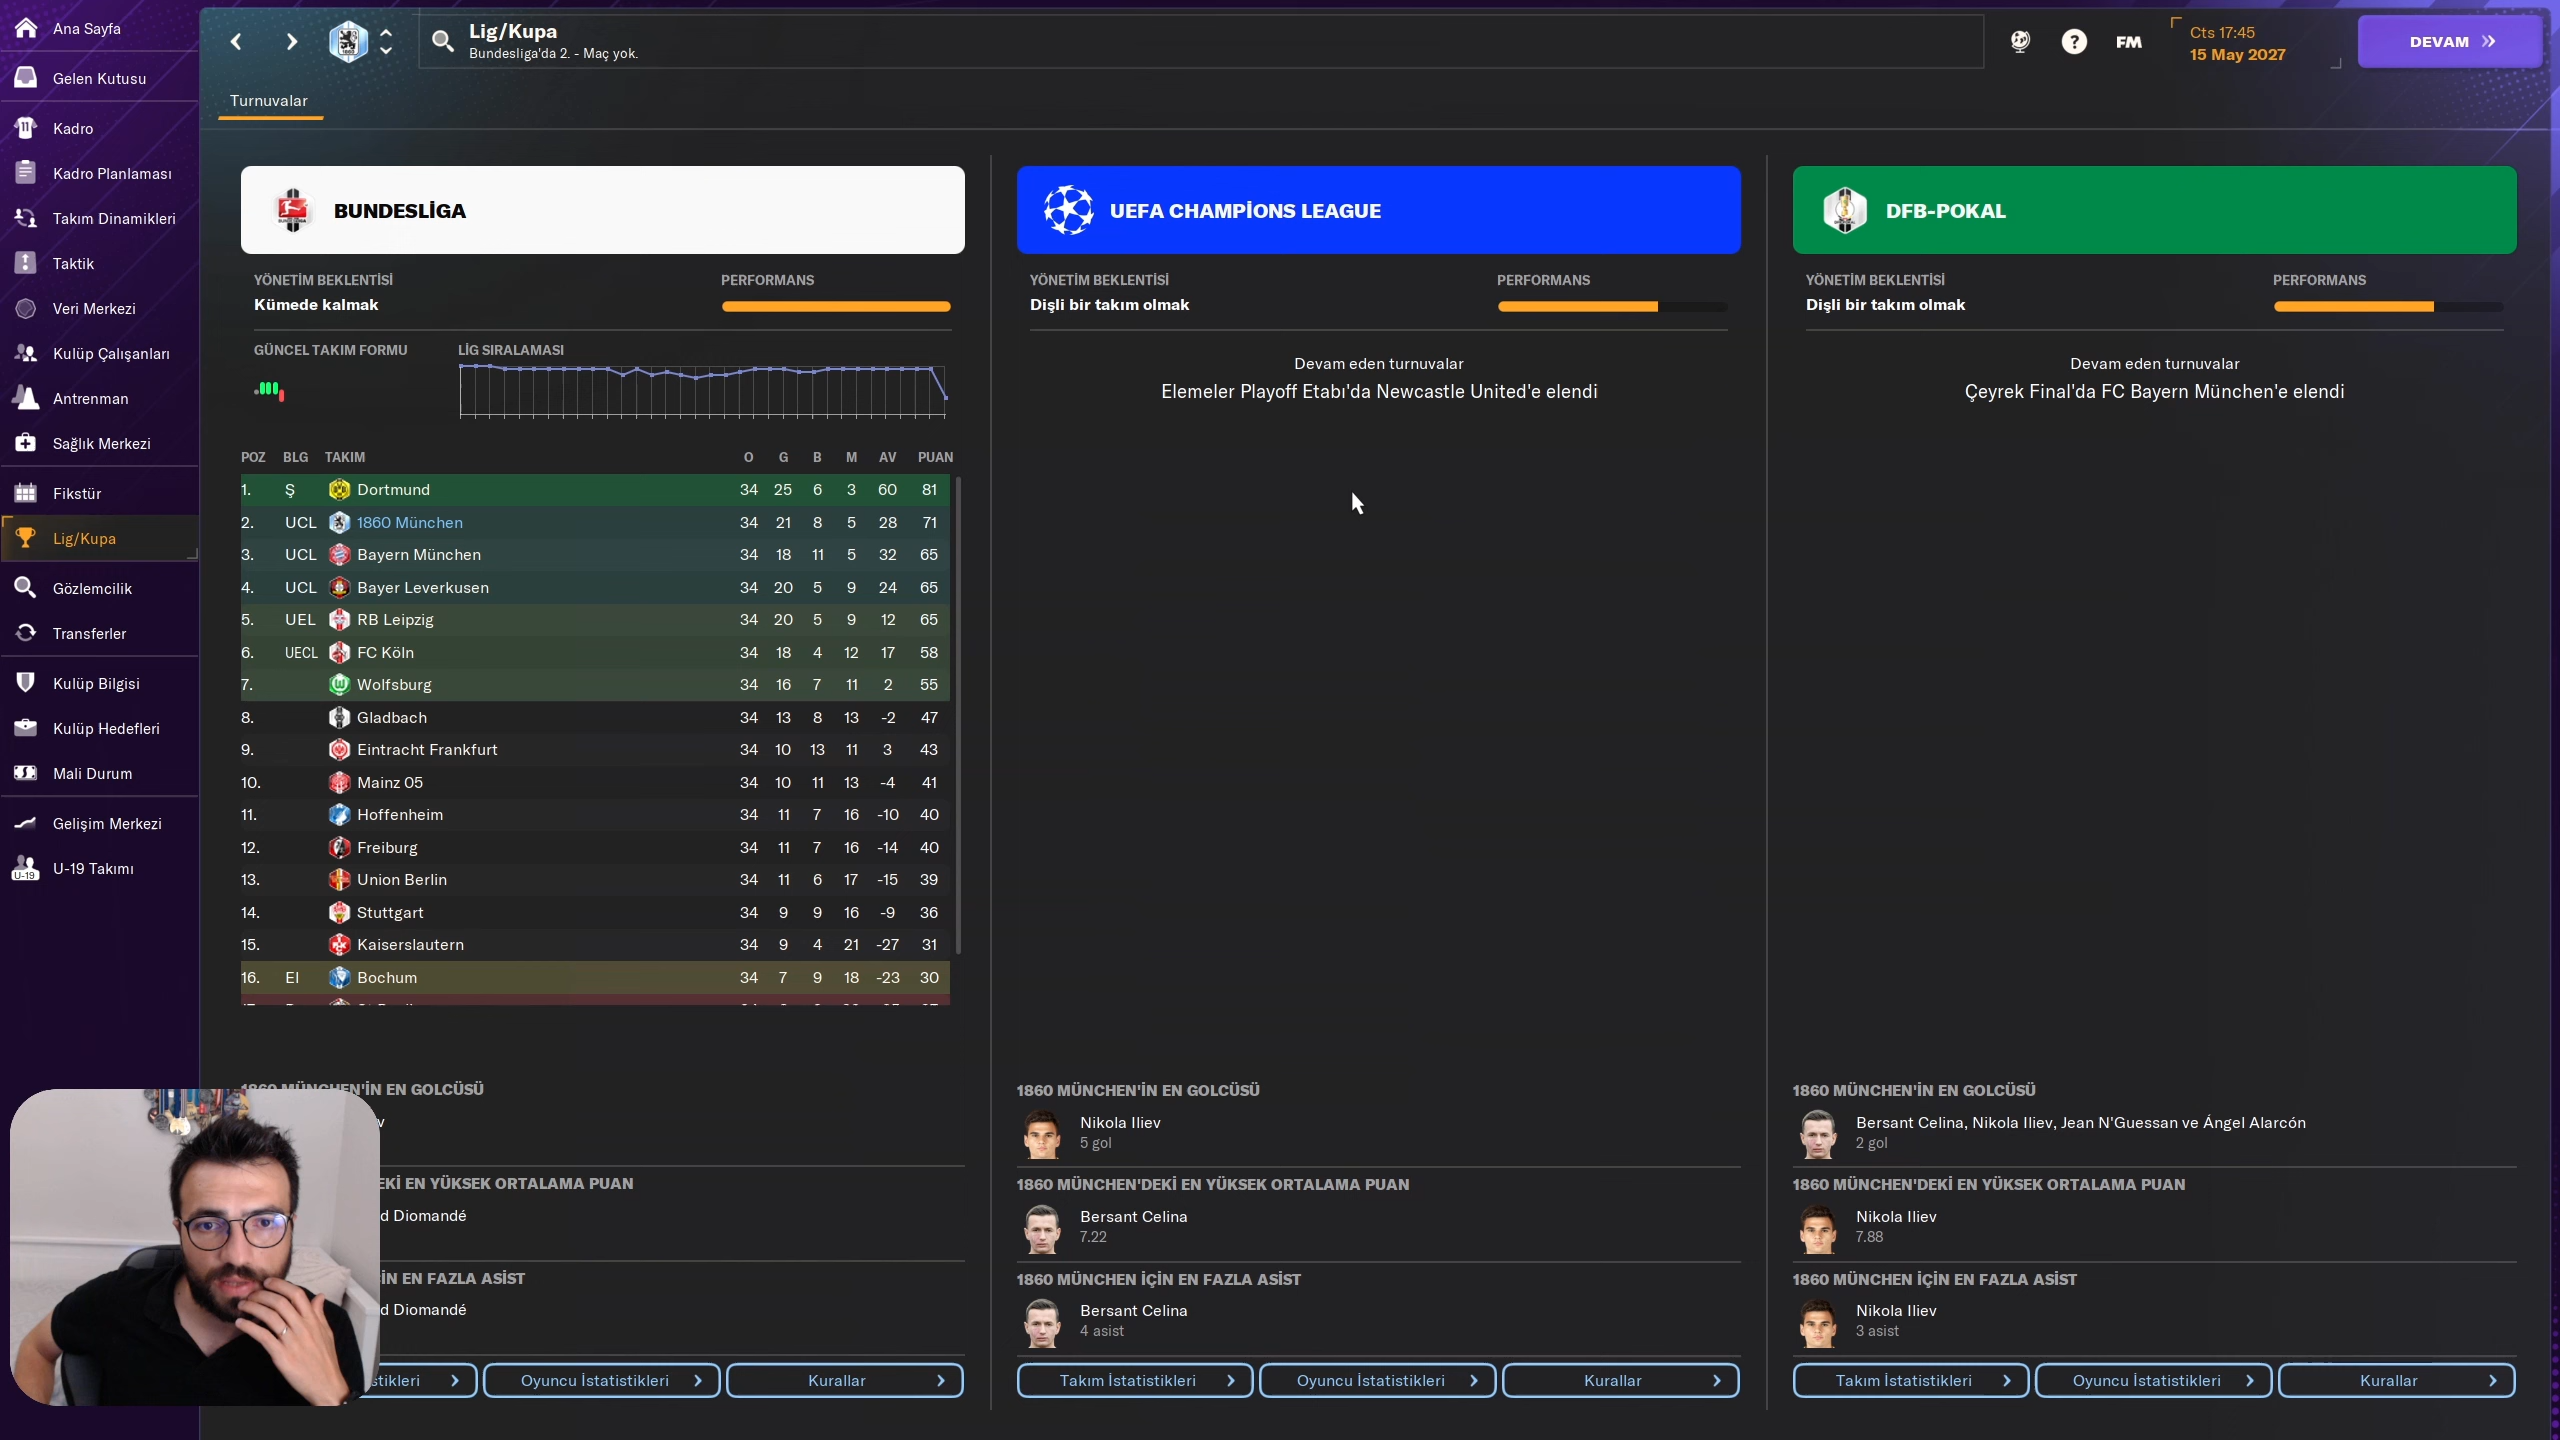 Ana Sayfa
Gelen Kutusu
Kadro
Kadro Planlaması
Takım Dinamikleri
Taktik
Veri Merkezi
Kulüp Çalışanları
Antrenman
Sağlık Merkezi
Fikstür
Lig/Kupa
Gözlemcilik
Transferler
Kulüp Bilgisi
Kulüp Hedefleri
Mali Durum
Gelişim Merkezi
U-19 Takımı
Lig/Kupa
Bundesliga'da 2. - Maç yok.
FM
Cts 17:45
15 May 2027
DEVAM
Turnuvalar
BUNDESLİGA
YÖNETİM BEKLENTİSİ PERFORMANS
Kümede kalmak
GÜNCEL TAKIM FORMU LİG SIRALAMASI
POZ BLG TAKIM O G B M AV PUAN
1. Ş Dortmund 34 25 6 3 60 81
2. UCL 1860 München 34 21 8 5 28 71
3. UCL Bayern München 34 18 11 5 32 65
4. UCL Bayer Leverkusen 34 20 5 9 24 65
5. UEL RB Leipzig 34 20 5 9 12 65
6. UECL FC Köln 34 18 4 12 17 58
7. Wolfsburg 34 16 7 11 2 55
8. Gladbach 34 13 8 13 -2 47
9. Eintracht Frankfurt 34 10 13 11 3 43
10. Mainz 05 34 10 11 13 -4 41
11. Hoffenheim 34 11 7 16 -10 40
12. Freiburg 34 11 7 16 -14 40
13. Union Berlin 34 11 6 17 -15 39
14. Stuttgart 34 9 9 16 -9 36
15. Kaiserslautern 34 9 4 21 -27 31
16. El Bochum 34 7 9 18 -23 30
1860 MÜNCHEN'İN EN GOLCÜSÜ
v
EKİ EN YÜKSEK ORTALAMA PUAN
d Diomandé
İN EN FAZLA ASİST
d Diomandé
stikleri
Oyuncu İstatistikleri
Kurallar
UEFA CHAMPİONS LEAGUE
YÖNETİM BEKLENTİSİ PERFORMANS
Dişli bir takım olmak
Devam eden turnuvalar
Elemeler Playoff Etabı'da Newcastle United'e elendi
1860 MÜNCHEN'İN EN GOLCÜSÜ
Nikola Iliev
5 gol
1860 MÜNCHEN'DEKİ EN YÜKSEK ORTALAMA PUAN
Bersant Celina
7.22
1860 MÜNCHEN İÇİN EN FAZLA ASİST
Bersant Celina
4 asist
Takım İstatistikleri
Oyuncu İstatistikleri
Kurallar
DFB-POKAL
YÖNETİM BEKLENTİSİ PERFORMANS
Dişli bir takım olmak
Devam eden turnuvalar
Çeyrek Final'da FC Bayern München'e elendi
1860 MÜNCHEN'İN EN GOLCÜSÜ
Bersant Celina, Nikola Iliev, Jean N'Guessan ve Ángel Alarcón
2 gol
1860 MÜNCHEN'DEKİ EN YÜKSEK ORTALAMA PUAN
Nikola Iliev
7.88
1860 MÜNCHEN İÇİN EN FAZLA ASİST
Nikola Iliev
3 asist
Takım İstatistikleri
Oyuncu İstatistikleri
Kurallar